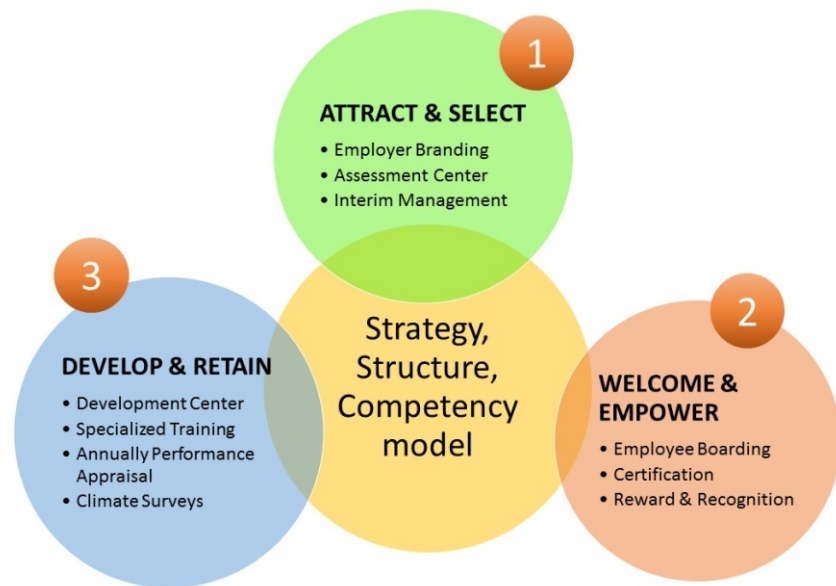 1
ATTRACT & SELECT
• Employer Branding
• Assessment Center
• Interim Management
Strategy,
Structure,
Competency
model
2
WELCOME &
EMPOWER
• Employee Boarding
• Certification
• Reward & Recognition
3
DEVELOP & RETAIN
• Development Center
• Specialized Training
• Annually Performance
Appraisal
• Climate Surveys